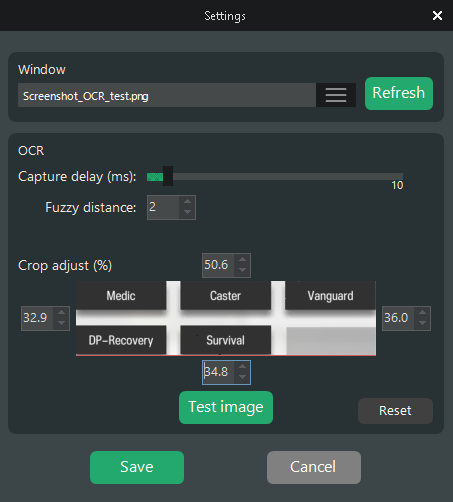 Settings
Window
Screenshot_OCR_test.png
Refresh
OCR
Capture delay (ms):
10
Fuzzy distance: 2
Crop adjust (%) 50.6
Medic Caster Vanguard
32.9 36.0
DP-Recovery Survival
34.8
Test image
Reset
Save Cancel